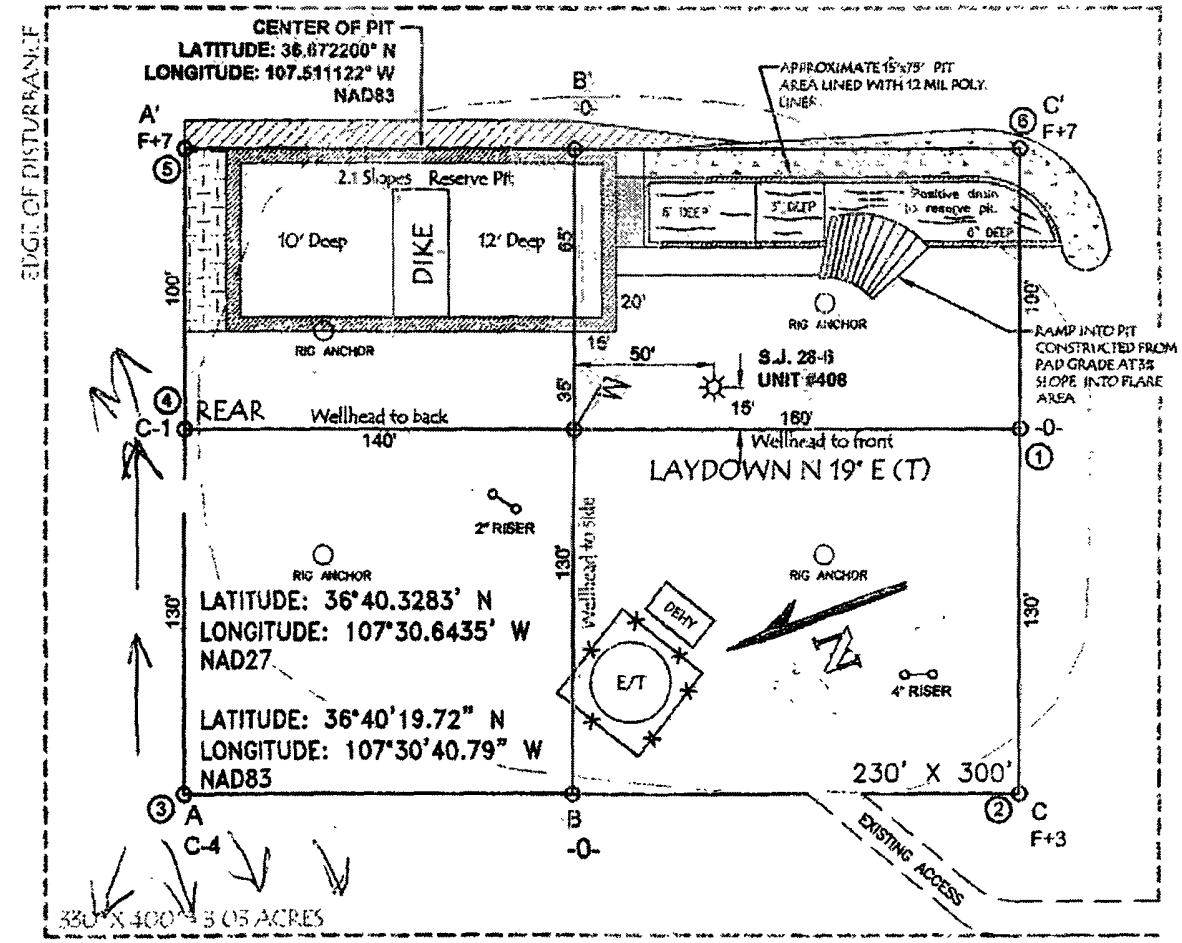 EDGE OF DISTURBANCE
CENTER OF PIT
LATITUDE: 36.672200° N
LONGITUDE: 107.511122° W
NAD83
B'
-0-
APPROXIMATE 15'x75' PIT
AREA LINED WITH 12 MIL POLY.
LINER.
A'
F+7
5
6
C'
F+7
2:1 Slopes Reserve Pit
10' Deep
DIKE
12' Deep
65'
6' DEEP
3' DEEP
Positive drain
to reserve pit.
6' DEEP
100'
20'
15'
RIG ANCHOR
RIG ANCHOR
100'
RAMP INTO PIT
CONSTRUCTED FROM
PAD GRADE AT 3%
SLOPE INTO FLARE
AREA
50'
S.J. 28-6
UNIT #408
15'
35'
4
C-1
REAR
Wellhead to back
140'
160'
Wellhead to front
-0-
1
LAYDOWN N 19° E (T)
2" RISER
Wellhead to side
130'
RIG ANCHOR
RIG ANCHOR
130'
130'
LATITUDE: 36°40.3283' N
LONGITUDE: 107°30.6435' W
NAD27
DEHY
E/T
N
4" RISER
LATITUDE: 36°40'19.72" N
LONGITUDE: 107°30'40.79" W
NAD83
230' X 300'
3
A
C-4
B
-0-
2
C
F+3
EXISTING ACCESS
330' X 400' = 3.03 ACRES